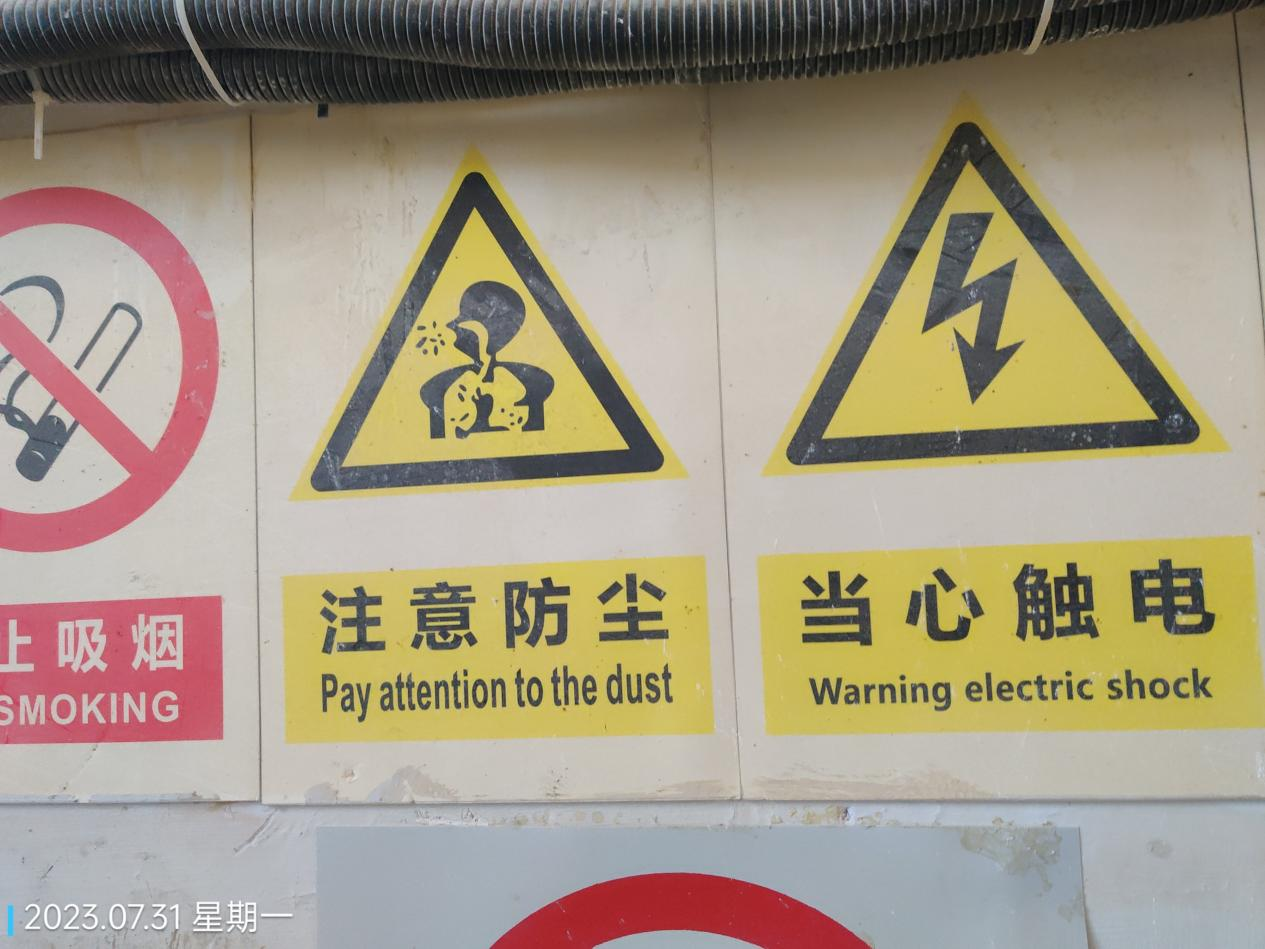 止吸烟
SMOKING
注意防尘
Pay attention to the dust
当心触电
Warning electric shock
2023.07.31 星期一